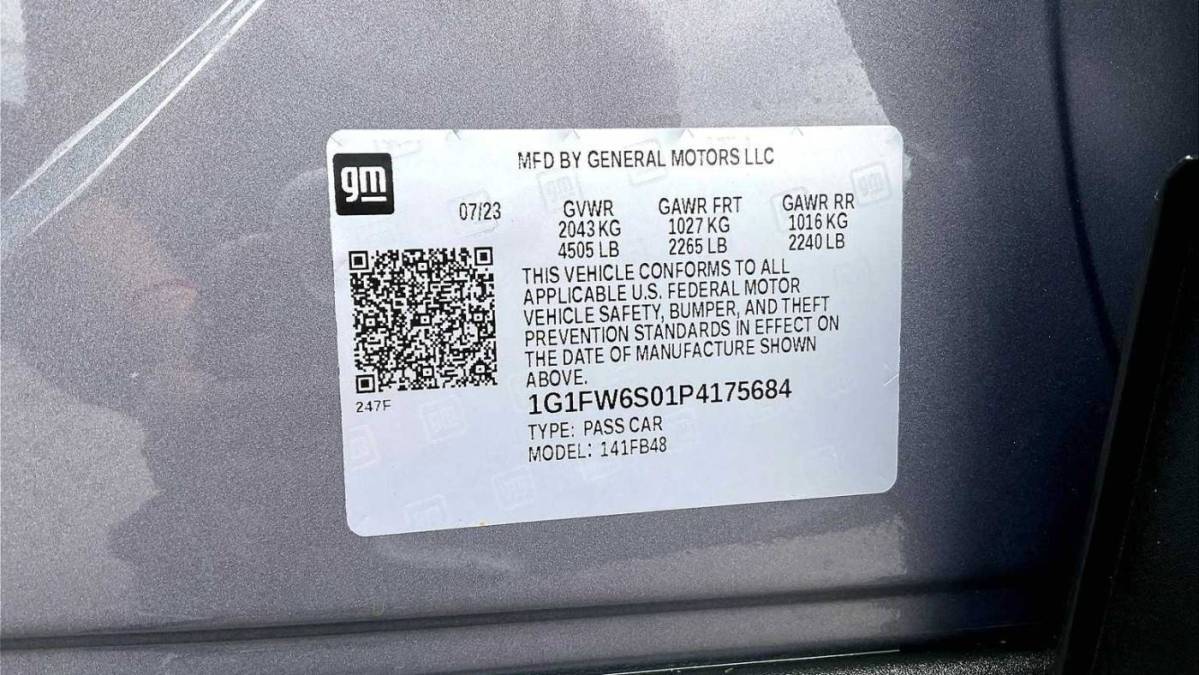 gm
MFD BY GENERAL MOTORS LLC
07/23 GVWR GAWR FRT GAWR RR
2043 KG 1027 KG 1016 KG
4505 LB 2265 LB 2240 LB
THIS VEHICLE CONFORMS TO ALL
APPLICABLE U.S. FEDERAL MOTOR
VEHICLE SAFETY, BUMPER, AND THEFT
PREVENTION STANDARDS IN EFFECT ON
THE DATE OF MANUFACTURE SHOWN
ABOVE.
247F
1G1FW6S01P4175684
TYPE: PASS CAR
MODEL: 141FB48